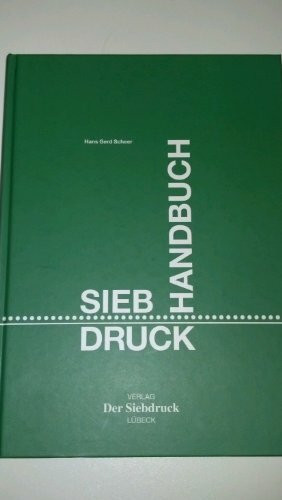 Hans-Gerd Scheer
HANDBUCH
SIEB
DRUCK
VERLAG
Der Siebdruck
LÜBECK